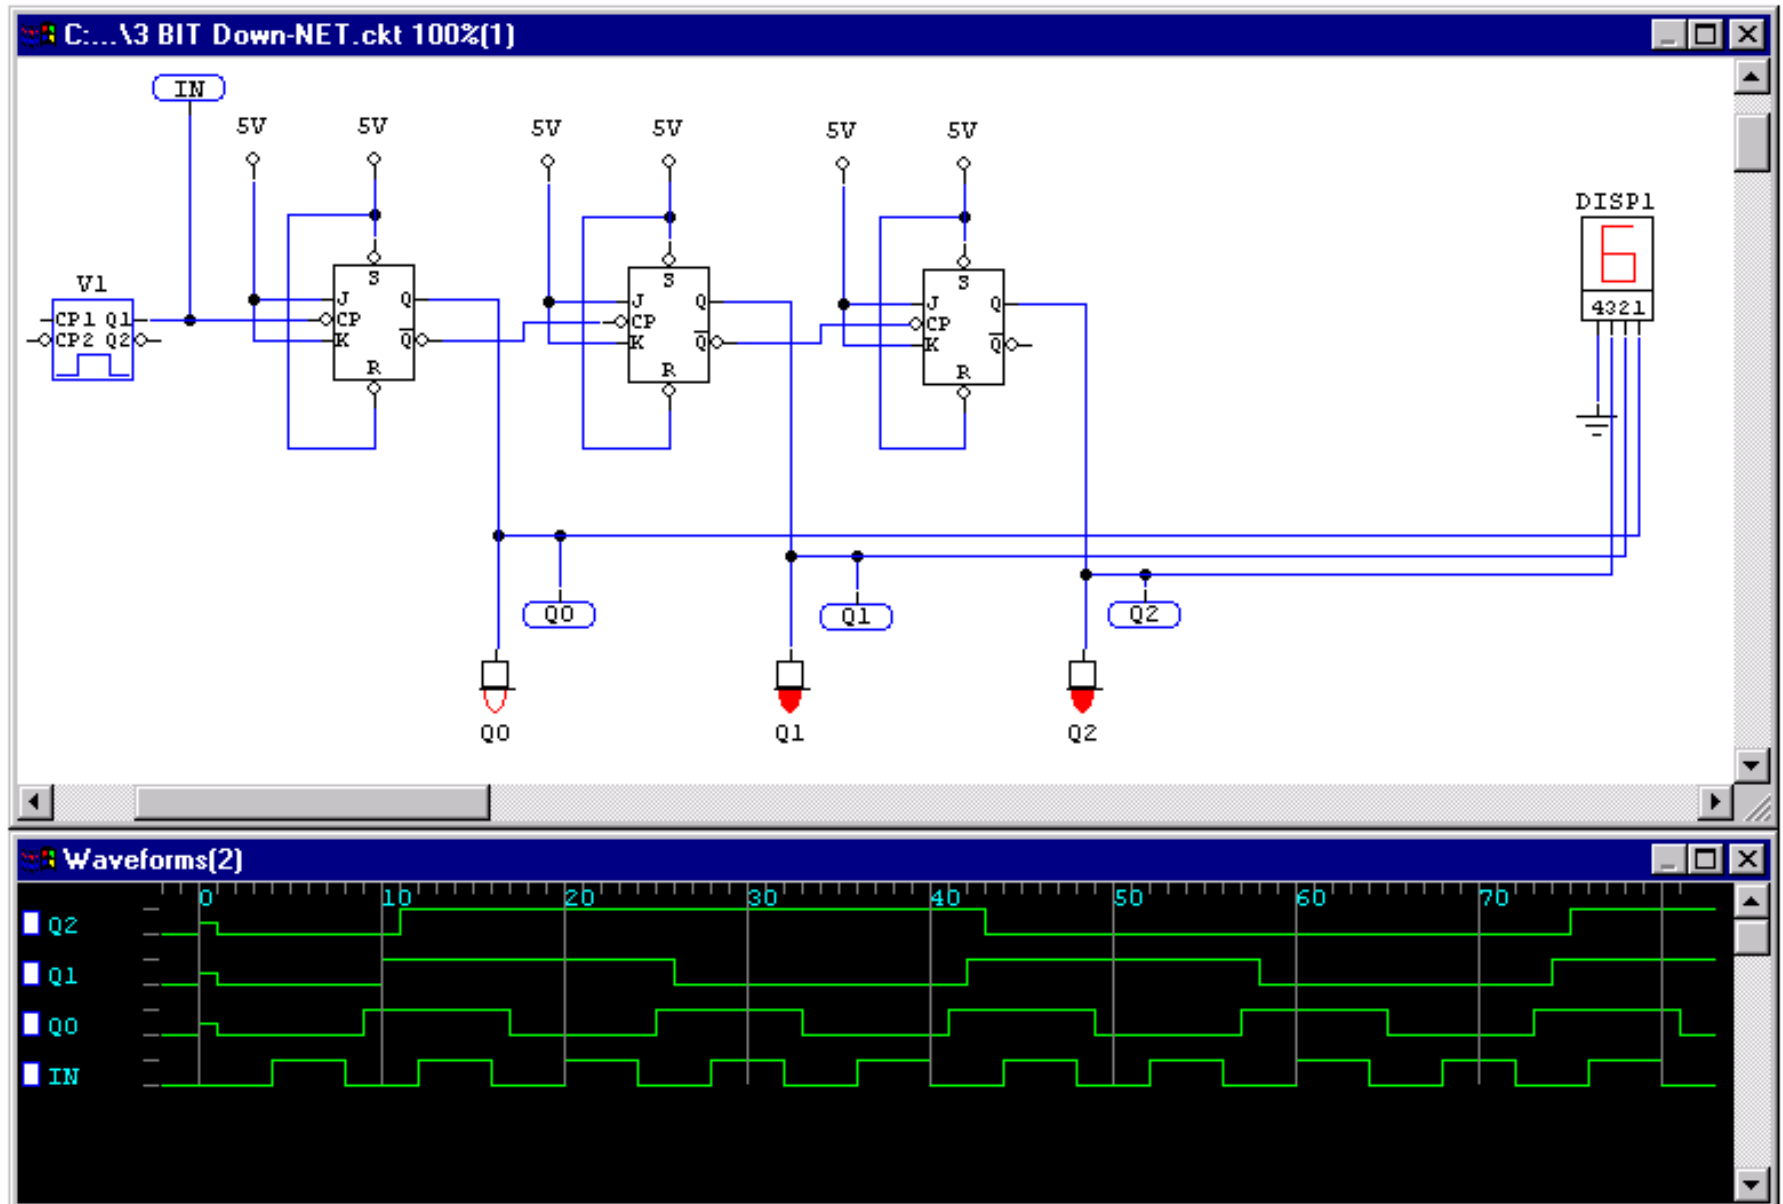 C:...\3 BIT Down-NET.ckt 100%(1)
IN
5V 5V 5V 5V 5V 5V
DISP1
6
4321
V1
CP1 Q1
CP2 Q2
S S S
J Q J Q J Q
CP CP CP
K Q K Q K Q
R R R
Q0 Q1 Q2
Q0 Q1 Q2
Waveforms(2)
0 10 20 30 40 50 60 70
Q2
Q1
Q0
IN